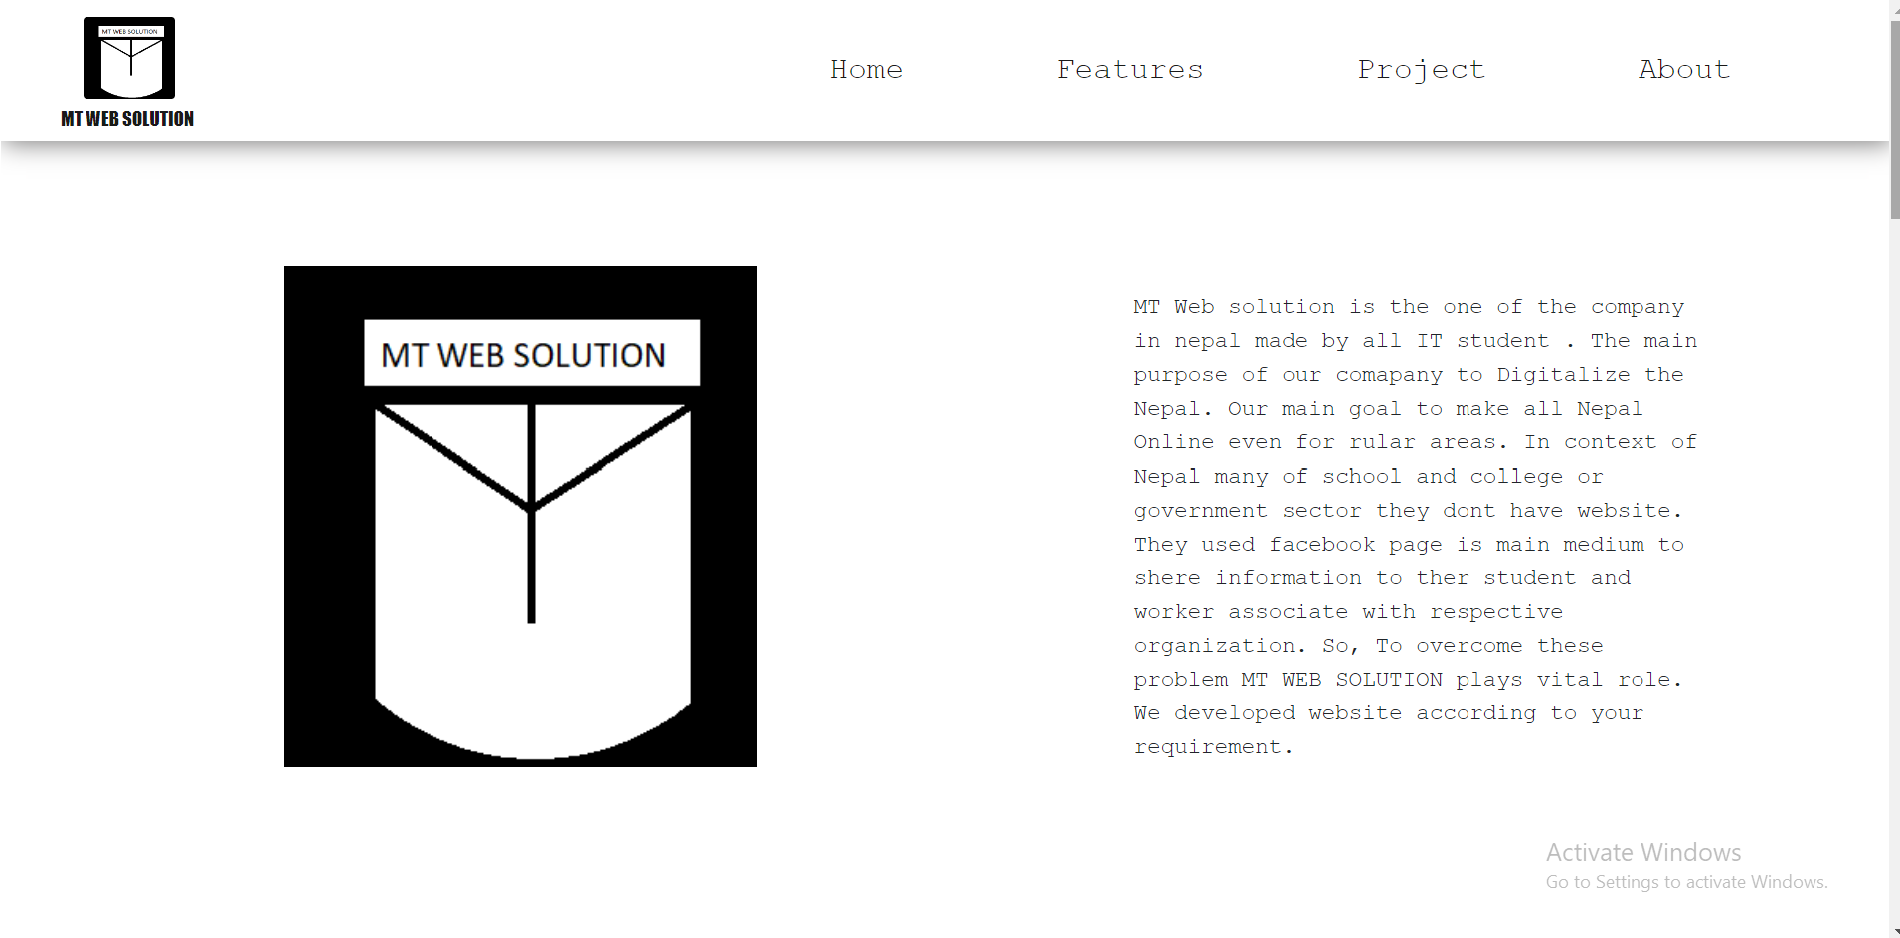 MT WEB SOLUTION
MT WEB SOLUTION
Home Features Project About
MT WEB SOLUTION
MT Web solution is the one of the company
in nepal made by all IT student . The main
purpose of our comapany to Digitalize the
Nepal. Our main goal to make all Nepal
Online even for rular areas. In context of
Nepal many of school and college or
government sector they dont have website.
They used facebook page is main medium to
shere information to ther student and
worker associate with respective
organization. So, To overcome these
problem MT WEB SOLUTION plays vital role.
We developed website according to your
requirement.
Activate Windows
Go to Settings to activate Windows.